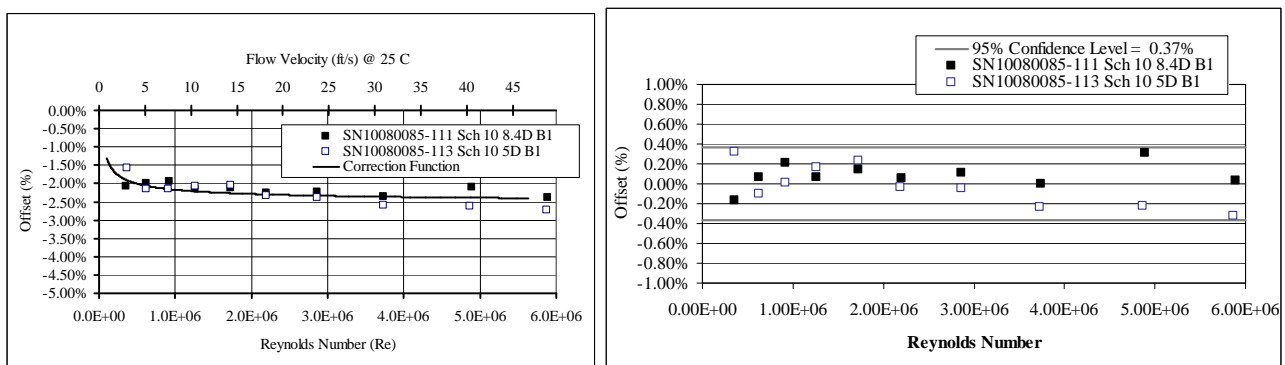 Flow Velocity (ft/s) @ 25 C
0 5 10 15 20 25 30 35 40 45
0.00%
-0.50%
-1.00%
-1.50%
-2.00%
-2.50%
-3.00%
-3.50%
-4.00%
-4.50%
-5.00%
Offset (%)
SN10080085-111 Sch 10 8.4D B1
SN10080085-113 Sch 10 5D B1
Correction Function
0.0E+00 1.0E+06 2.0E+06 3.0E+06 4.0E+06 5.0E+06 6.0E+06
Reynolds Number (Re)
95% Confidence Level = 0.37%
SN10080085-111 Sch 10 8.4D B1
SN10080085-113 Sch 10 5D B1
1.00%
0.80%
0.60%
0.40%
0.20%
0.00%
-0.20%
-0.40%
-0.60%
-0.80%
-1.00%
Offset (%)
0.00E+00 1.00E+06 2.00E+06 3.00E+06 4.00E+06 5.00E+06 6.00E+06
Reynolds Number